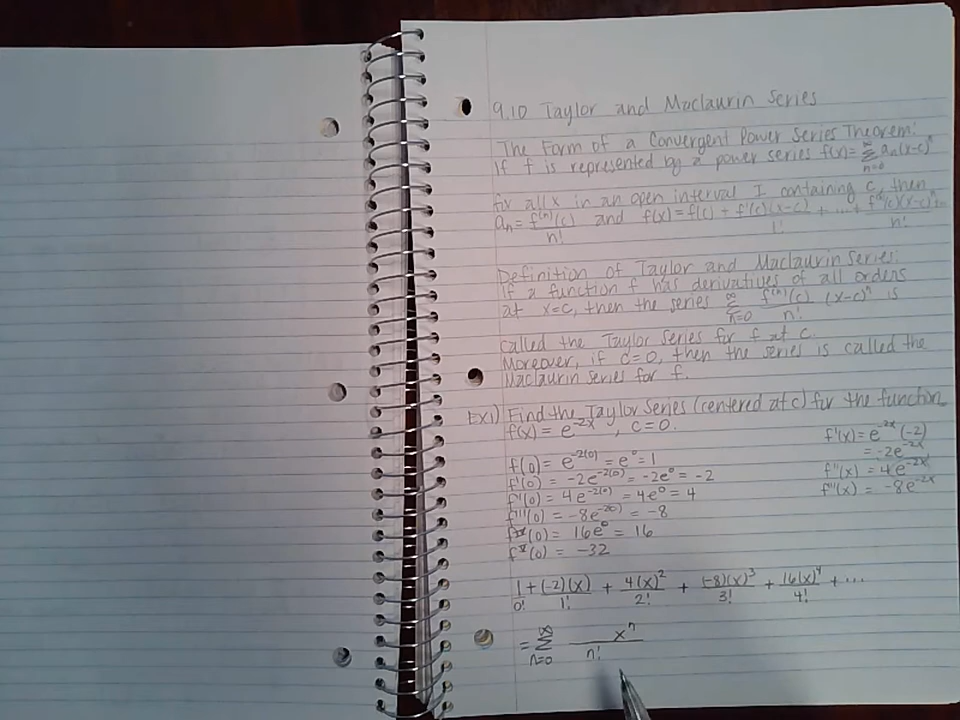 9.10 Taylor and Maclaurin Series
The Form of a Convergent Power Series Theorem:
If f is represented by a power series f(x) = ∞ Σ n=0 aₙ(x-c)ⁿ
for all x in an open interval I containing c, then
aₙ = f⁽ⁿ⁾(c) / n! and f(x) = f(c) + f'(c)(x-c) / 1! + ... + f⁽ⁿ⁾(c)(x-c)ⁿ / n! + ...
Definition of Taylor and Maclaurin Series:
If a function f has derivatives of all orders
at x=c, then the series ∞ Σ n=0 f⁽ⁿ⁾(c) / n! (x-c)ⁿ is
called the Taylor Series for f at c.
Moreover, if c=0, then the series is called the
Maclaurin series for f.
Ex1) Find the Taylor Series (centered at c) for the function
f(x) = e^-2x, c=0.
f'(x) = e^-2x (-2)
= -2e^-2x
f''(x) = 4e^-2x
f'''(x) = -8e^-2x
f(0) = e^-2(0) = e⁰ = 1
f'(0) = -2e^-2(0) = -2e⁰ = -2
f''(0) = 4e^-2(0) = 4e⁰ = 4
f'''(0) = -8e^-2(0) = -8
f^IV(0) = 16e⁰ = 16
f^V(0) = -32
1 / 0! + (-2)(x) / 1! + 4(x)² / 2! + (-8)(x)³ / 3! + 16(x)⁴ / 4! + ...
= ∞ Σ n=0 xⁿ / n!